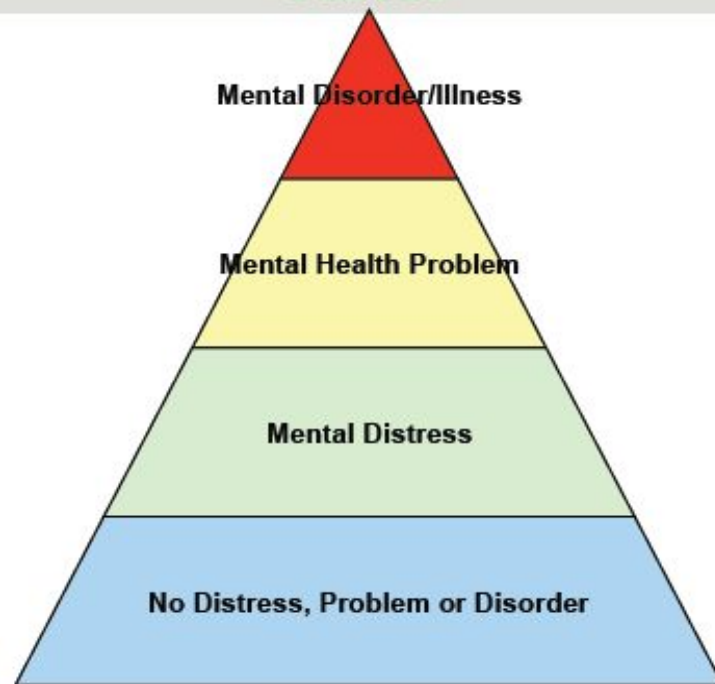 Mental Disorder/Illness
Mental Health Problem
Mental Distress
No Distress, Problem or Disorder